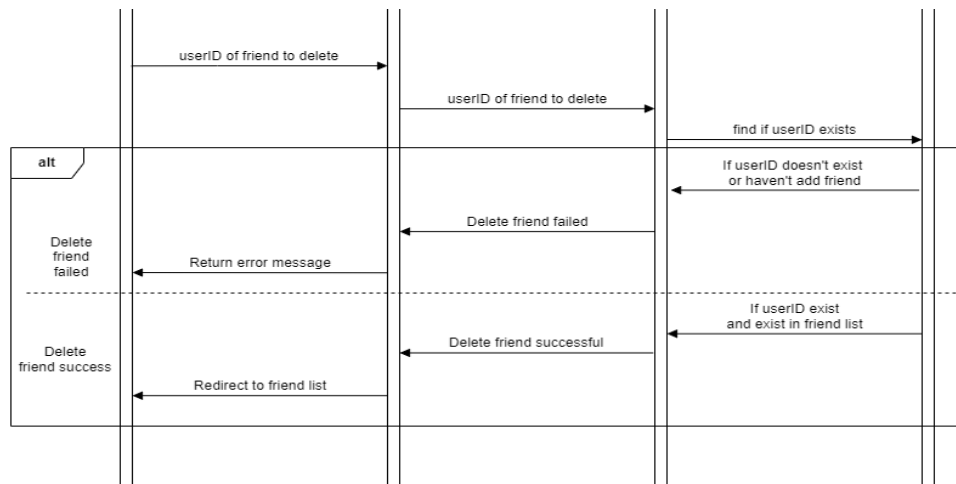 userID of friend to delete
userID of friend to delete
find if userID exists
alt
If userID doesn't exist
or haven't add friend
Delete friend failed
Delete
friend
failed
Return error message
If userID exist
and exist in friend list
Delete friend successful
Delete
friend success
Redirect to friend list